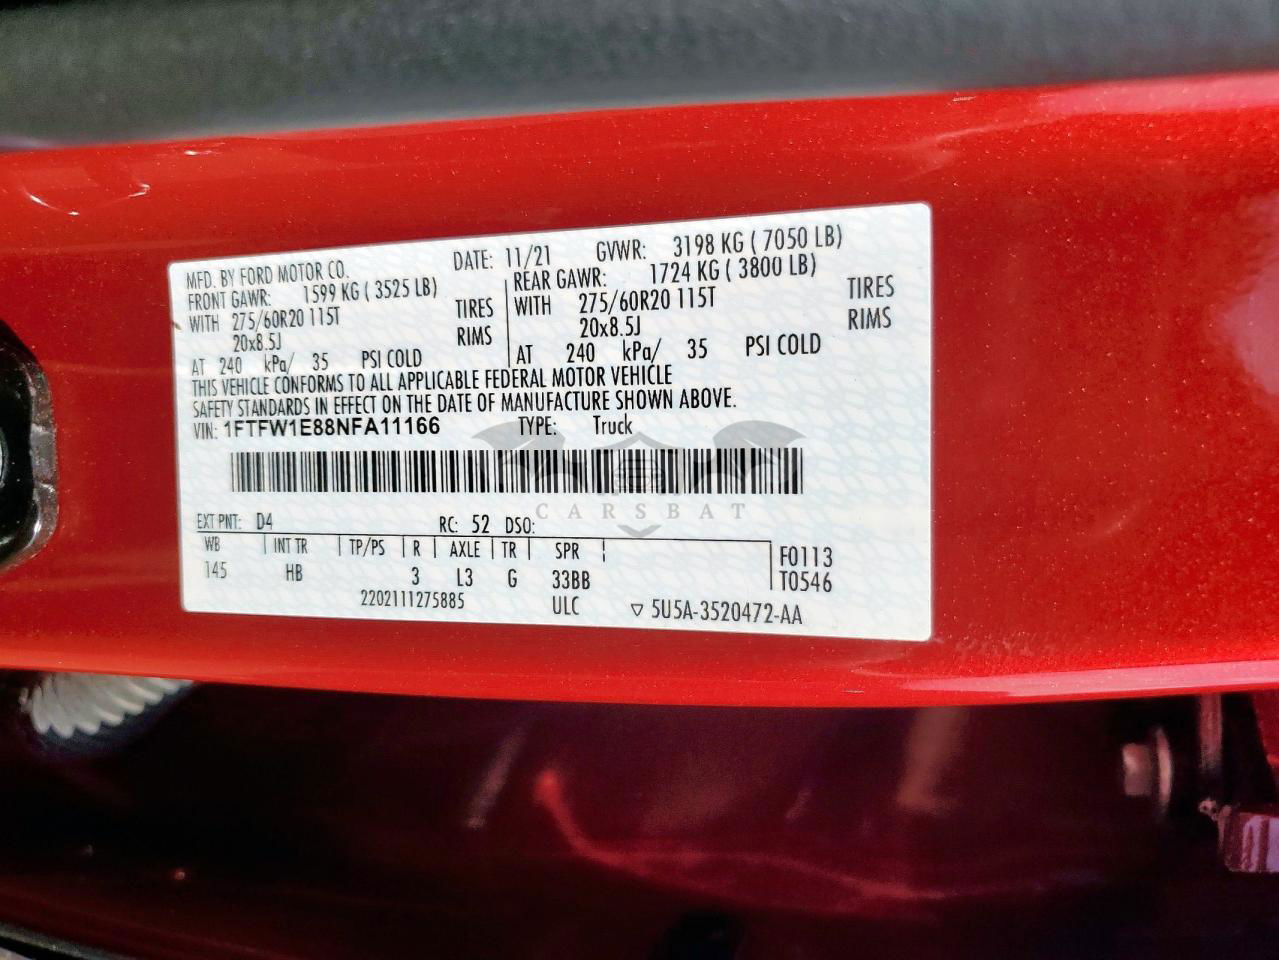 MFD. BY FORD MOTOR CO. DATE: 11/21 GVWR: 3198 KG ( 7050 LB)
FRONT GAWR: 1599 KG ( 3525 LB) REAR GAWR: 1724 KG ( 3800 LB)
WITH 275/60R20 115T TIRES WITH 275/60R20 115T TIRES
20x8.5J RIMS 20x8.5J RIMS
AT 240 kPa/ 35 PSI COLD AT 240 kPa/ 35 PSI COLD
THIS VEHICLE CONFORMS TO ALL APPLICABLE FEDERAL MOTOR VEHICLE
SAFETY STANDARDS IN EFFECT ON THE DATE OF MANUFACTURE SHOWN ABOVE.
VIN: 1FTFW1E88NFA11166 TYPE: Truck
CARSBAT
EXT PNT: D4 RC: 52 DSO:
WB INT TR TP/PS R AXLE TR SPR F0113
145 HB 3 L3 G 33BB T0546
2202111275885 ULC ▽ 5U5A-3520472-AA